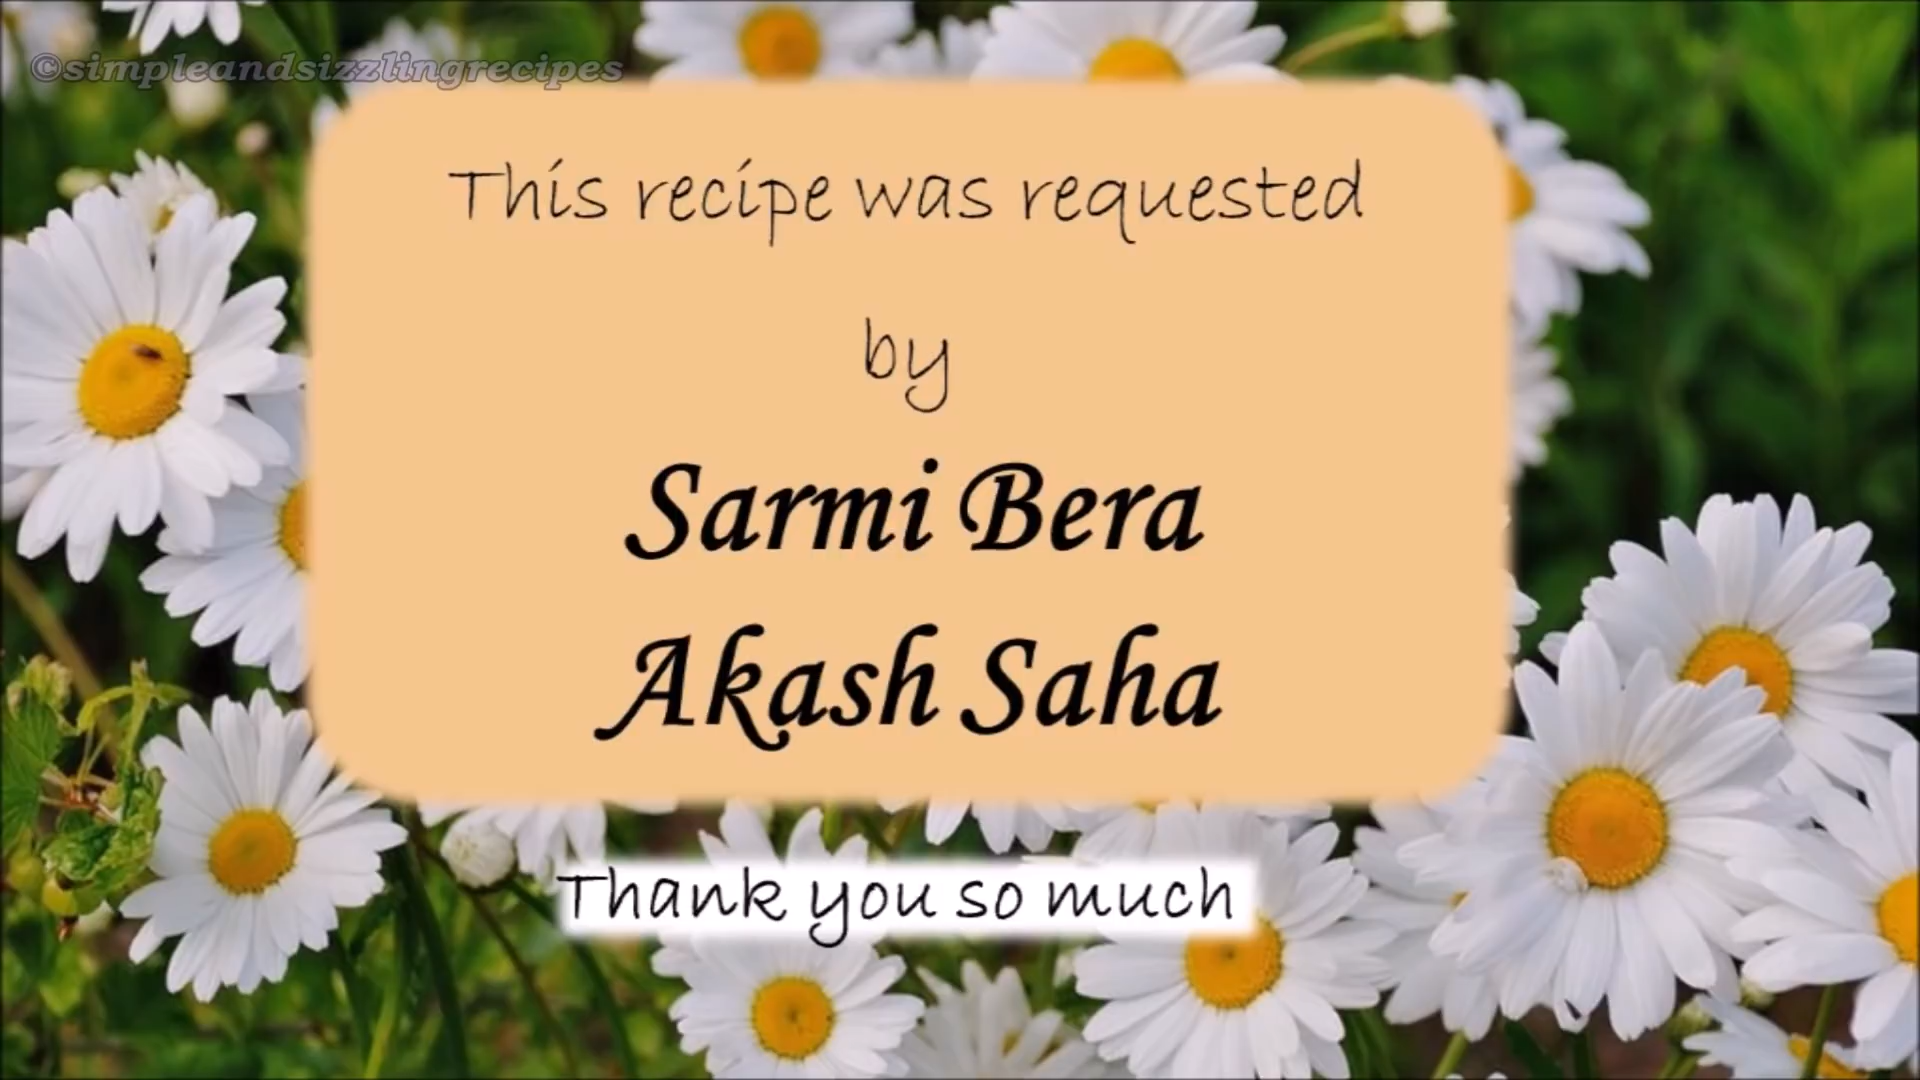 ©simpleandsizzlingrecipes
This recipe was requested
by
Sarmi Bera
Akash Saha
Thank you so much